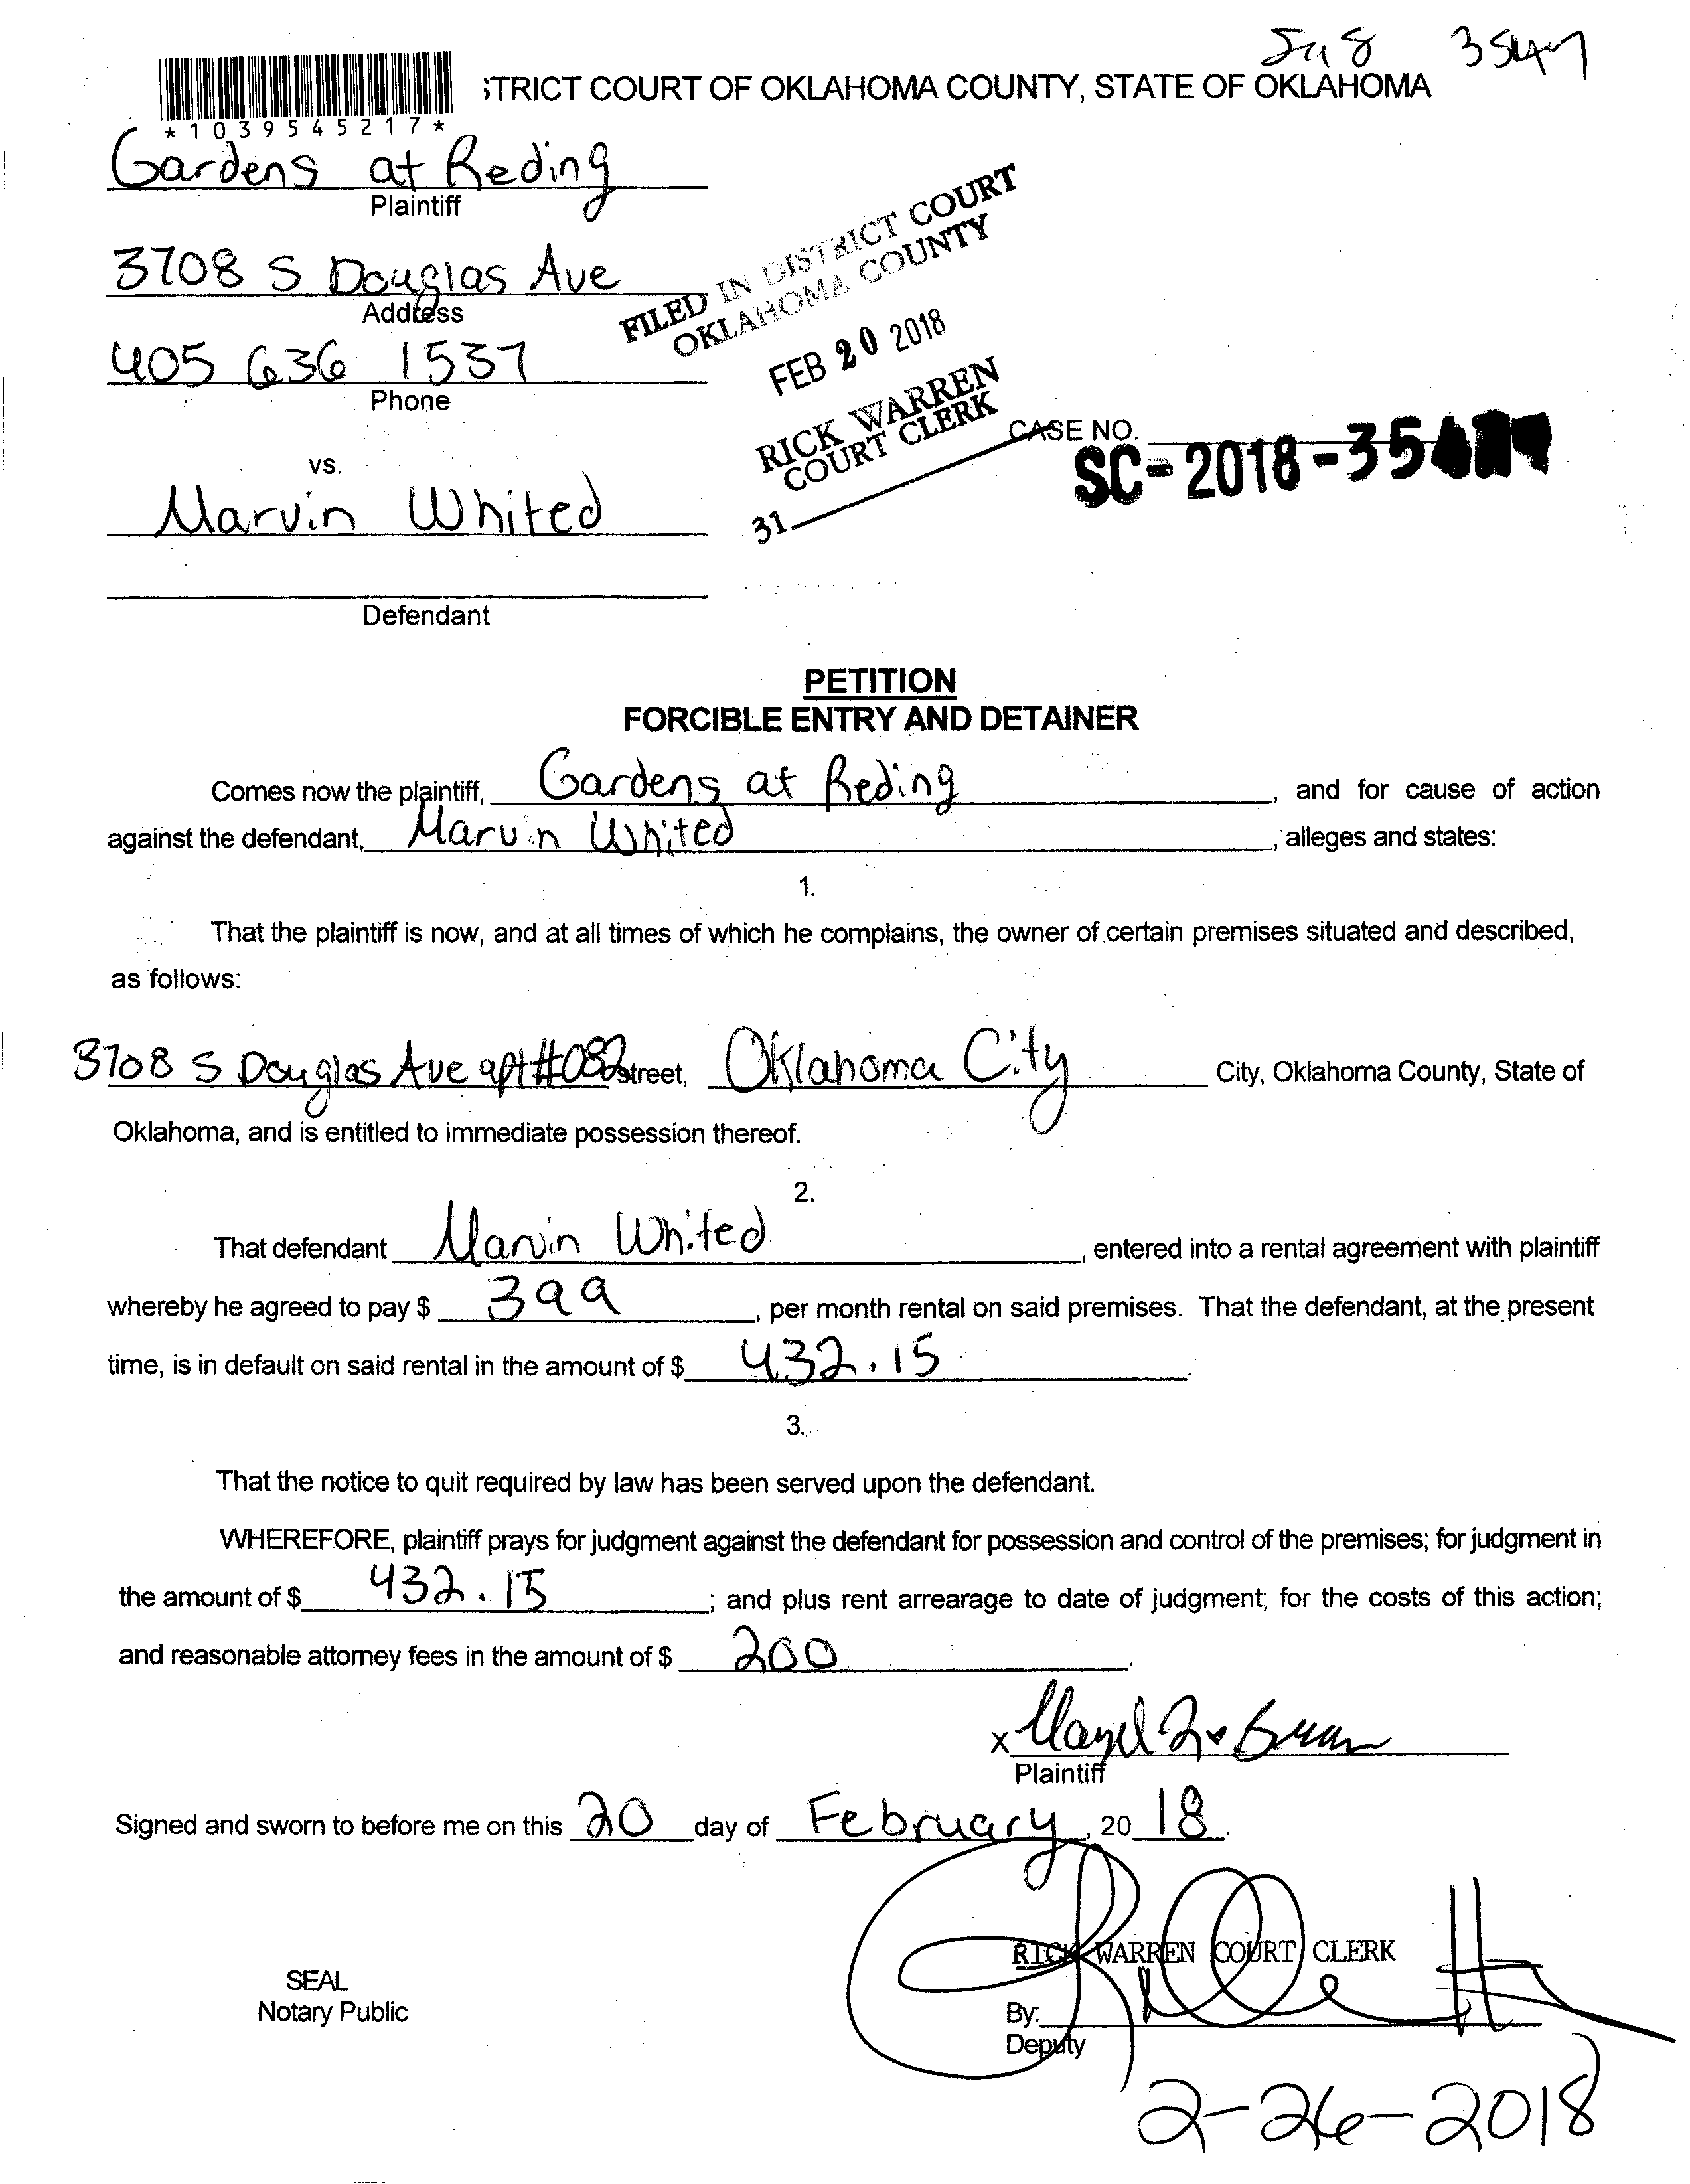 3547
STRICT COURT OF OKLAHOMA COUNTY, STATE OF OKLAHOMA
*1039545217*
Gardens at Reding
Plaintiff
3708 S Douglas Ave
Address
405 636 1537
Phone
FILED IN DISTRICT COURT
OKLAHOMA COUNTY
FEB 20 2018
RICK WARREN
COURT CLERK
31
CASE NO.
SC-2018-35
vs.
Marvin Whited
Defendant
PETITION
FORCIBLE ENTRY AND DETAINER
Comes now the plaintiff, Gardens at Reding, and for cause of action
against the defendant, Marvin Whited, alleges and states:
1.
That the plaintiff is now, and at all times of which he complains, the owner of certain premises situated and described,
as follows:
3708 S Douglas Ave apt #082 street, Oklahoma City City, Oklahoma County, State of
Oklahoma, and is entitled to immediate possession thereof.
2.
That defendant Marvin Whited, entered into a rental agreement with plaintiff
whereby he agreed to pay $ 399, per month rental on said premises. That the defendant, at the present
time, is in default on said rental in the amount of $ 432.15.
3.
That the notice to quit required by law has been served upon the defendant.
WHEREFORE, plaintiff prays for judgment against the defendant for possession and control of the premises; for judgment in
the amount of $ 432.15; and plus rent arrearage to date of judgment; for the costs of this action;
and reasonable attorney fees in the amount of $ 200.
x
Plaintiff
Signed and sworn to before me on this 20 day of February, 20 18.
RICK WARREN COURT CLERK
SEAL
Notary Public
By:
Deputy
2-26-2018